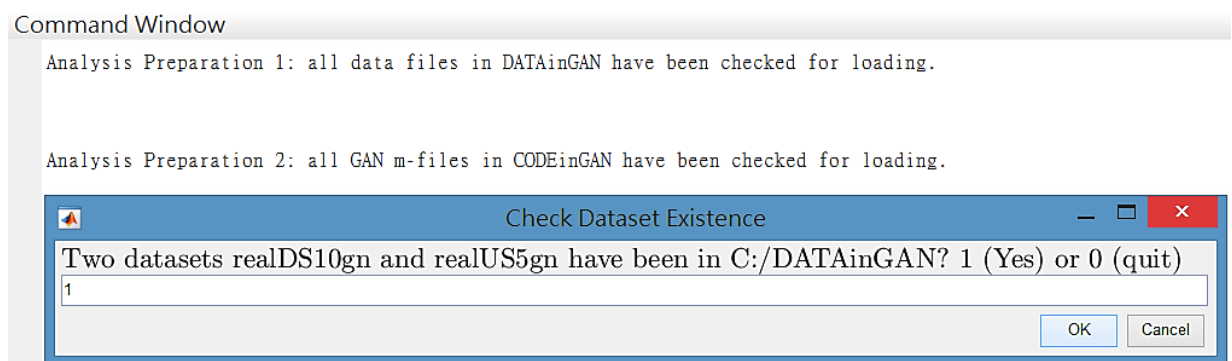 Command Window
Analysis Preparation 1: all data files in DATAinGAN have been checked for loading.
Analysis Preparation 2: all GAN m-files in CODEinGAN have been checked for loading.
Check Dataset Existence
Two datasets realDS10gn and realUS5gn have been in C:/DATAinGAN? 1 (Yes) or 0 (quit)
1
OK Cancel